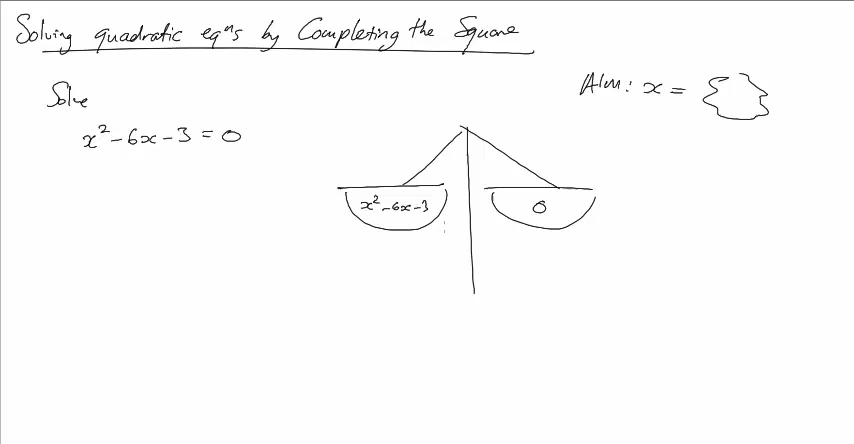 Solving quadratic eqⁿs by Completing the Square
Aim: x =
Solve
x² - 6x - 3 = 0
x² - 6x - 3
0